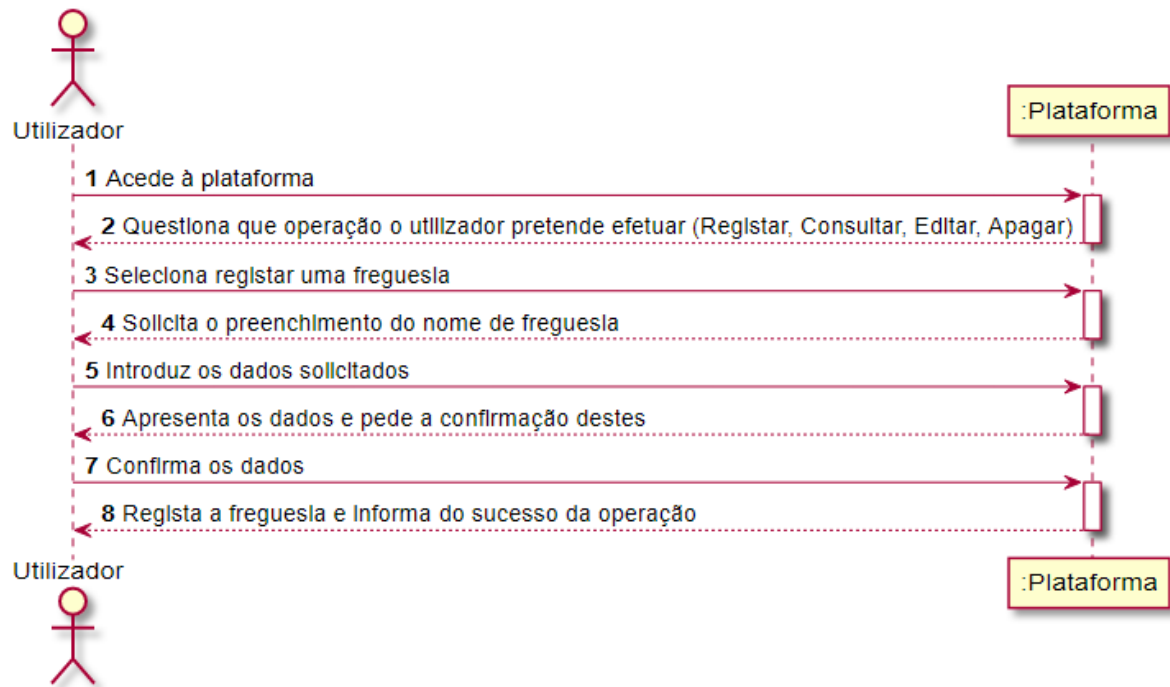 Utilizador
:Plataforma
1 Acede à plataforma
2 Questiona que operação o utilizador pretende efetuar (Registar, Consultar, Editar, Apagar)
3 Seleciona registar uma freguesia
4 Solicita o preenchimento do nome de freguesia
5 Introduz os dados solicitados
6 Apresenta os dados e pede a confirmação destes
7 Confirma os dados
8 Regista a freguesia e informa do sucesso da operação
Utilizador
:Plataforma